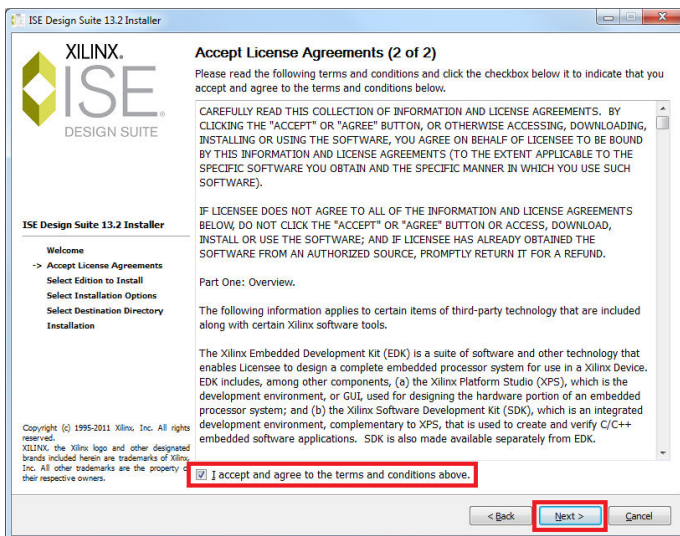 ISE Design Suite 13.2 Installer
XILINX.
ISE
DESIGN SUITE
ISE Design Suite 13.2 Installer
Welcome
-> Accept License Agreements
Select Edition to Install
Select Installation Options
Select Destination Directory
Installation
Copyright (c) 1995-2011 Xilinx, Inc. All rights
reserved.
XILINX, the Xilinx logo and other designated
brands included herein are trademarks of Xilinx,
Inc. All other trademarks are the property of
their respective owners.
Accept License Agreements (2 of 2)
Please read the following terms and conditions and click the checkbox below it to indicate that you
accept and agree to the terms and conditions below.
CAREFULLY READ THIS COLLECTION OF INFORMATION AND LICENSE AGREEMENTS. BY
CLICKING THE "ACCEPT" OR "AGREE" BUTTON, OR OTHERWISE ACCESSING, DOWNLOADING,
INSTALLING OR USING THE SOFTWARE, YOU AGREE ON BEHALF OF LICENSEE TO BE BOUND
BY THIS INFORMATION AND LICENSE AGREEMENTS (TO THE EXTENT APPLICABLE TO THE
SPECIFIC SOFTWARE YOU OBTAIN AND THE SPECIFIC MANNER IN WHICH YOU USE SUCH
SOFTWARE).
IF LICENSEE DOES NOT AGREE TO ALL OF THE INFORMATION AND LICENSE AGREEMENTS
BELOW, DO NOT CLICK THE "ACCEPT" OR "AGREE" BUTTON OR ACCESS, DOWNLOAD,
INSTALL OR USE THE SOFTWARE; AND IF LICENSEE HAS ALREADY OBTAINED THE
SOFTWARE FROM AN AUTHORIZED SOURCE, PROMPTLY RETURN IT FOR A REFUND.
Part One: Overview.
The following information applies to certain items of third-party technology that are included
along with certain Xilinx software tools.
The Xilinx Embedded Development Kit (EDK) is a suite of software and other technology that
enables Licensee to design a complete embedded processor system for use in a Xilinx Device.
EDK includes, among other components, (a) the Xilinx Platform Studio (XPS), which is the
development environment, or GUI, used for designing the hardware portion of an embedded
processor system; and (b) the Xilinx Software Development Kit (SDK), which is an integrated
development environment, complementary to XPS, that is used to create and verify C/C++
embedded software applications. SDK is also made available separately from EDK.
I accept and agree to the terms and conditions above.
< Back
Next >
Cancel